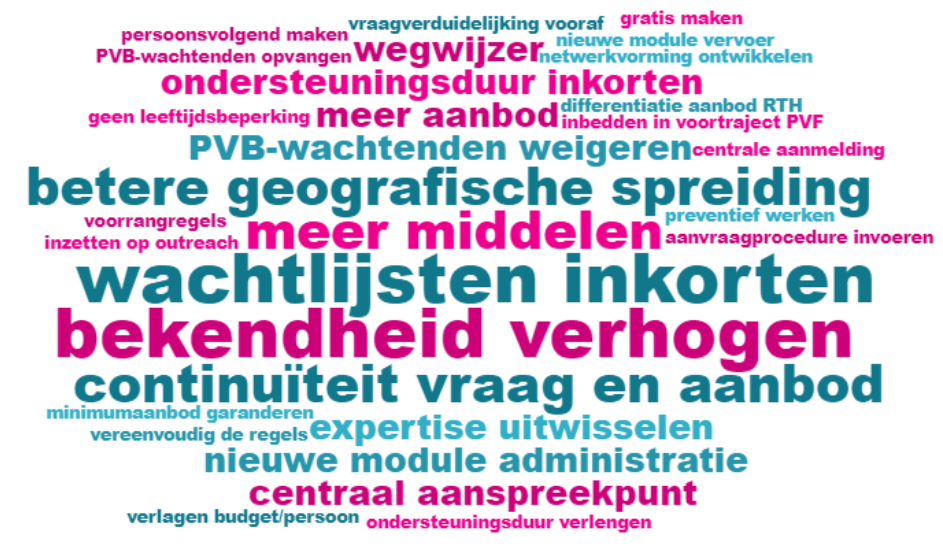 vraagverduidelijking vooraf gratis maken
persoonsvolgend maken wegwijzer nieuwe module vervoer
PVB-wachtenden opvangen netwerkvorming ontwikkelen
ondersteuningsduur inkorten
geen leeftijdsbeperking meer aanbod differentiatie aanbod RTH
inbedden in voortraject PVF
PVB-wachtenden weigeren centrale aanmelding
betere geografische spreiding
voorrangregels meer middelen preventief werken
inzetten op outreach aanvraagprocedure invoeren
wachtlijsten inkorten
bekendheid verhogen
continuïteit vraag en aanbod
minimumaanbod garanderen expertise uitwisselen
vereenvoudig de regels
nieuwe module administratie
centraal aanspreekpunt
verlagen budget/persoon ondersteuningsduur verlengen